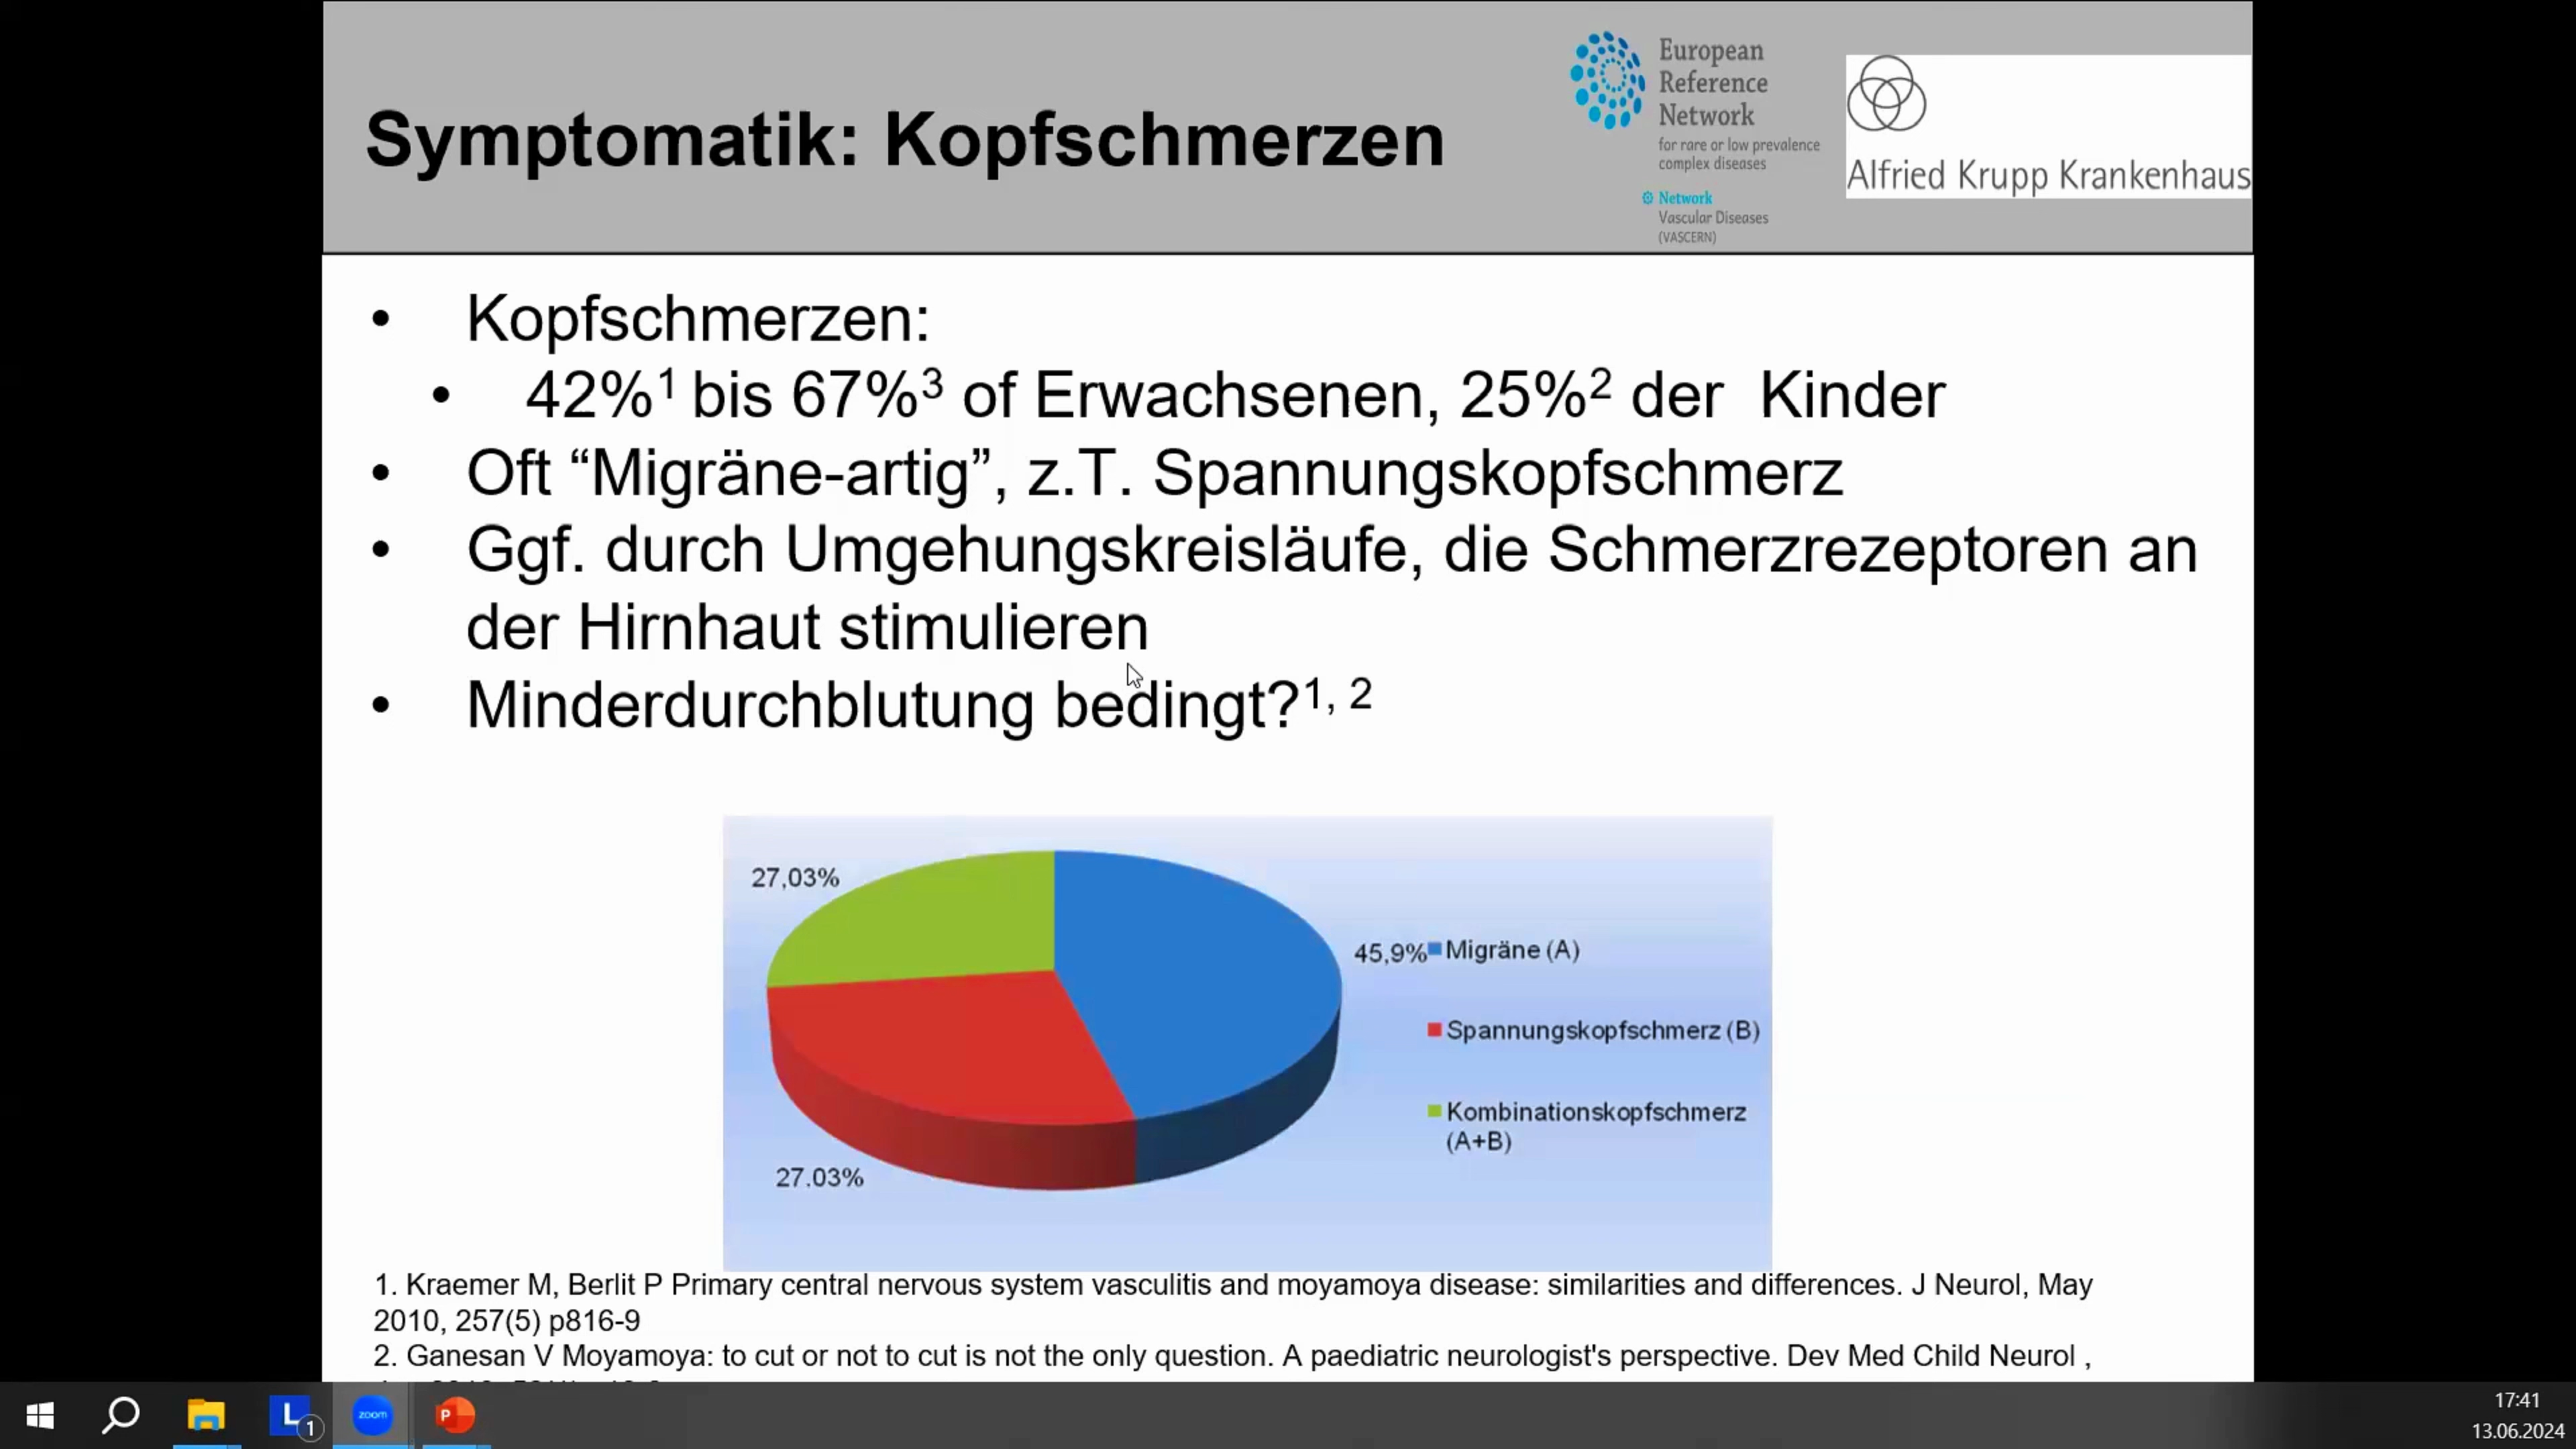 Symptomatik: Kopfschmerzen
European
Reference
Network
for rare or low prevalence
complex diseases
Network
Vascular Diseases
(VASCERN)
Alfried Krupp Krankenhaus
• Kopfschmerzen:
• 42%¹ bis 67%³ of Erwachsenen, 25%² der Kinder
• Oft “Migräne-artig”, z.T. Spannungskopfschmerz
• Ggf. durch Umgehungskreisläufe, die Schmerzrezeptoren an
der Hirnhaut stimulieren
• Minderdurchblutung bedingt?¹, ²
27,03%
45,9%
27.03%
Migräne (A)
Spannungskopfschmerz (B)
Kombinationskopfschmerz
(A+B)
1. Kraemer M, Berlit P Primary central nervous system vasculitis and moyamoya disease: similarities and differences. J Neurol, May
2010, 257(5) p816-9
2. Ganesan V Moyamoya: to cut or not to cut is not the only question. A paediatric neurologist's perspective. Dev Med Child Neurol ,
L
1
zoom
P
17:41
13.06.2024